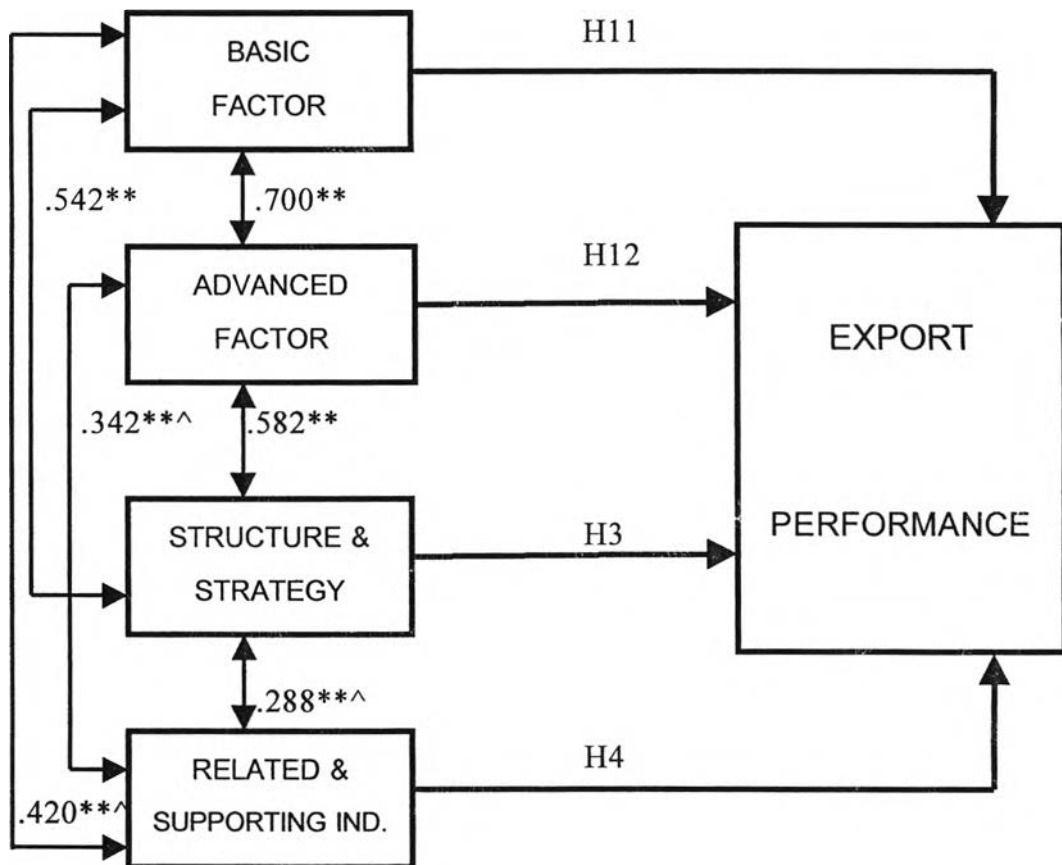 H11
BASIC
FACTOR
.542**
.700**
H12
ADVANCED
FACTOR
EXPORT
.342**^
.582**
H3
STRUCTURE &
STRATEGY
PERFORMANCE
.288**^
H4
RELATED &
SUPPORTING IND.
.420**^